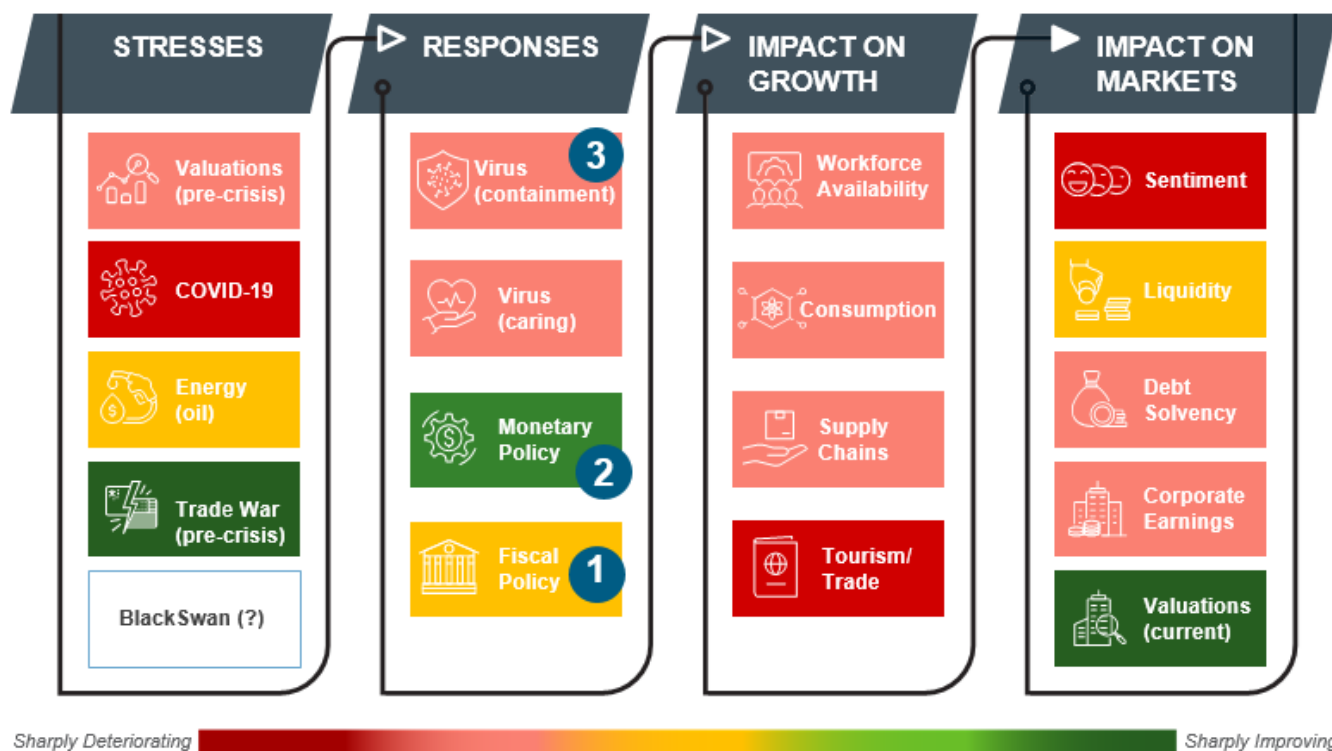 STRESSES
RESPONSES
IMPACT ON
GROWTH
IMPACT ON
MARKETS
Valuations
(pre-crisis)
COVID-19
Energy
(oil)
Trade War
(pre-crisis)
BlackSwan (?)
Virus
(containment)
3
Virus
(caring)
Monetary
Policy
2
Fiscal
Policy
1
Workforce
Availability
Consumption
Supply
Chains
Tourism/
Trade
Sentiment
Liquidity
Debt
Solvency
Corporate
Earnings
Valuations
(current)
Sharply Deteriorating
Sharply Improving